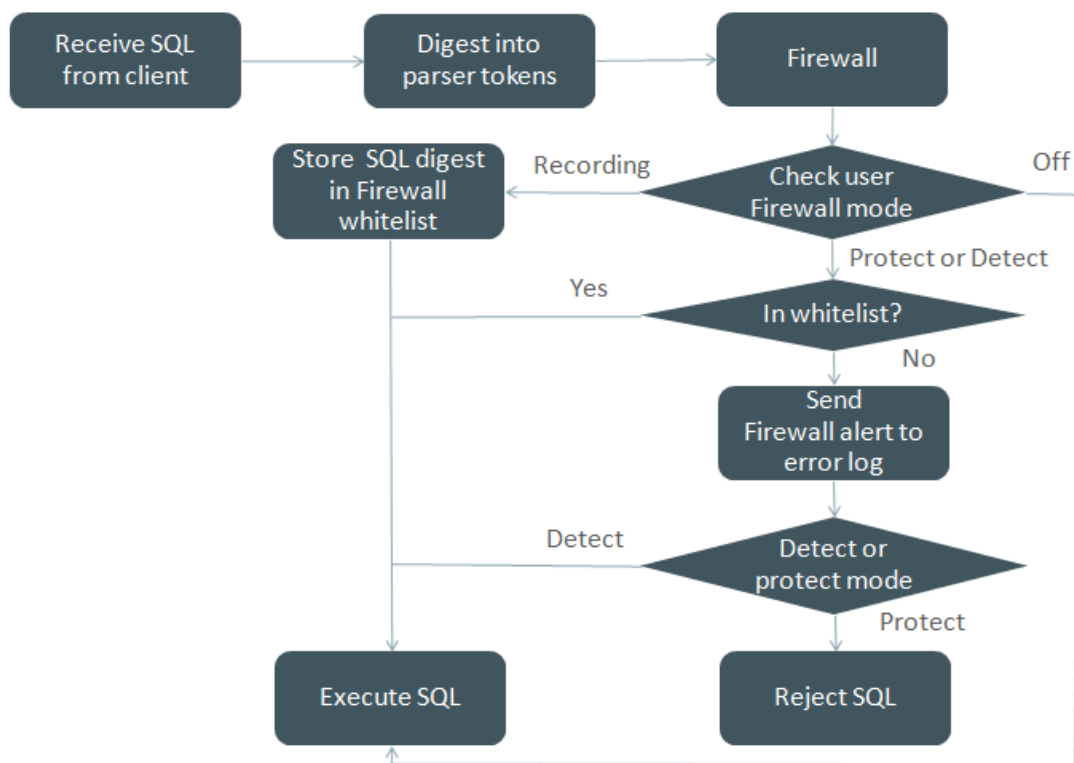 Receive SQL
from client
Digest into
parser tokens
Firewall
Store SQL digest
in Firewall
whitelist
Recording
Check user
Firewall mode
Off
Protect or Detect
Yes
In whitelist?
No
Send
Firewall alert to
error log
Detect
Detect or
protect mode
Protect
Execute SQL
Reject SQL